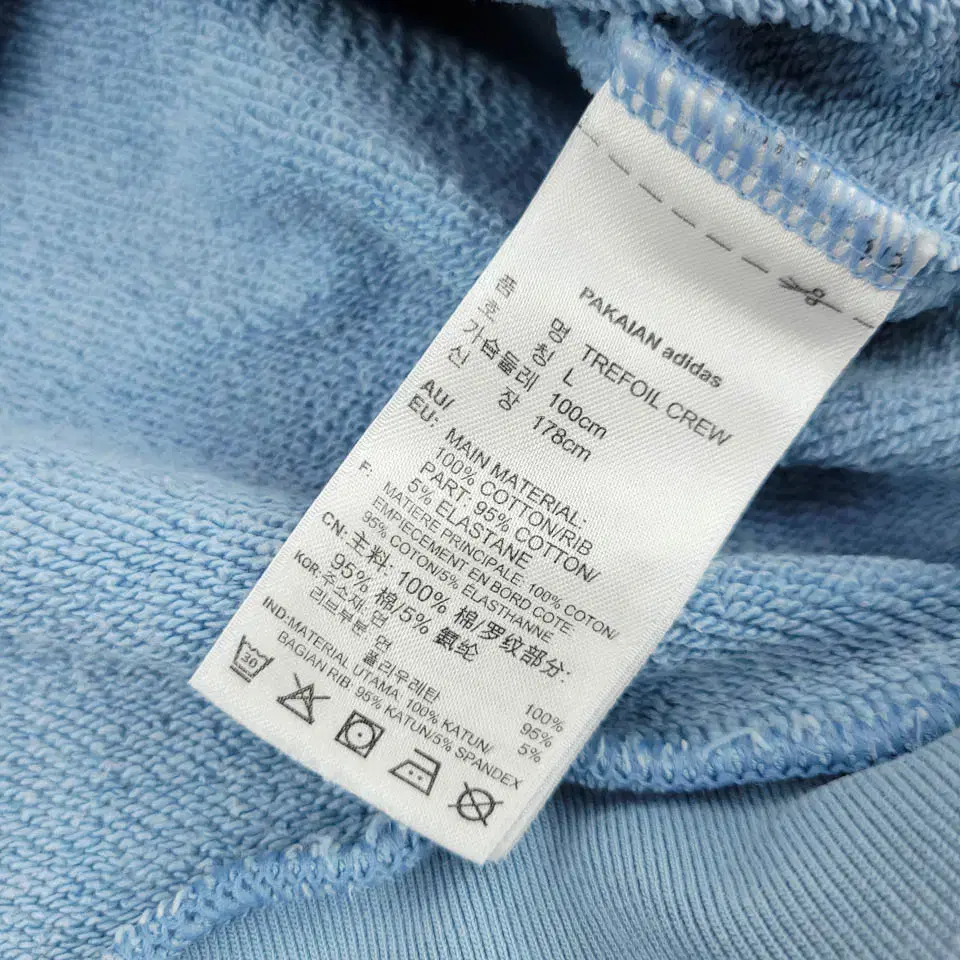 PAKAIAN adidas
품 명 TREFOIL CREW
호 칭 L
가슴둘레 100cm
신 장 178cm
AU/
EU: MAIN MATERIAL:
100% COTTON/RIB
PART: 95% COTTON/
5% ELASTANE
F: MATIERE PRINCIPALE: 100% COTON/
EMPIECEMENT EN BORD COTE
95% COTON/5% ELASTHANNE
CN: 主料: 100% 棉/罗纹部分:
95% 棉/5% 氨纶
KOR: 주소재: 면 100%
리브부분: 면 95%
폴리우레탄 5%
IND: MATERIAL UTAMA: 100% KATUN/
BAGIAN RIB: 95% KATUN/5% SPANDEX
30